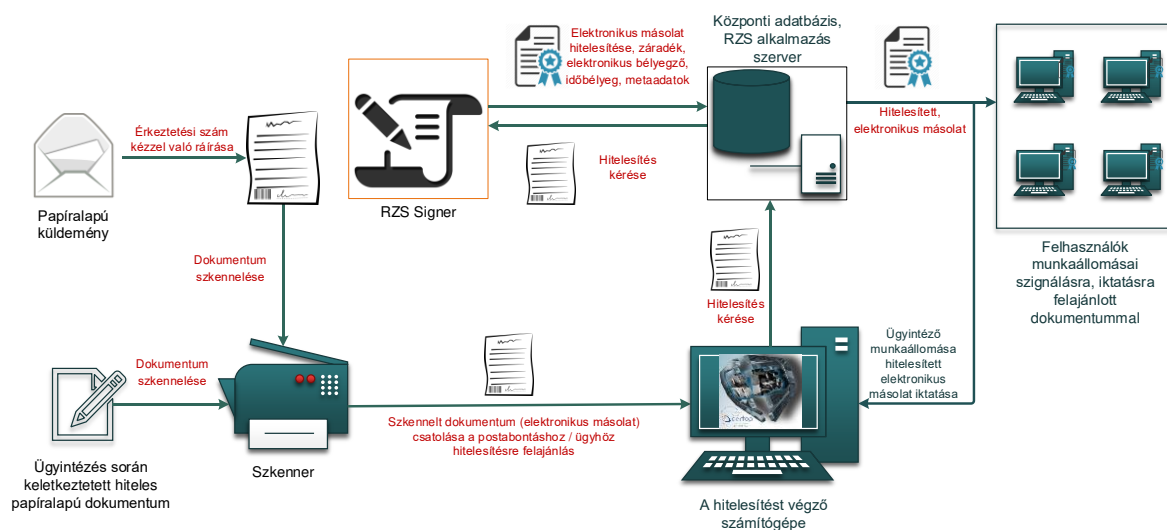 Elektronikus másolat
hitelesítése, záradék,
elektronikus bélyegző,
időbélyeg, metaadatok
Központi adatbázis,
RZS alkalmazás
szerver
Érkeztetési szám
kézzel való ráírása
Hitelesített,
elektronikus másolat
Hitelesítés
kérése
Papíralapú
küldemény
RZS Signer
Felhasználók
munkaállomásai
szignálásra, iktatásra
felajánlott
dokumentummal
Dokumentum
szkennelése
Hitelesítés
kérése
Dokumentum
szkennelése
Ügyintéző
munkaállomása
hitelesített
elektronikus
másolat iktatása
certop
Szkennelt dokumentum (elektronikus másolat)
csatolása a postabontáshoz / ügyhöz
hitelesítésre felajánlás
Ügyintézés során
keletkeztetett hiteles
papíralapú dokumentum
Szkenner
A hitelesítést végző
számítógépe